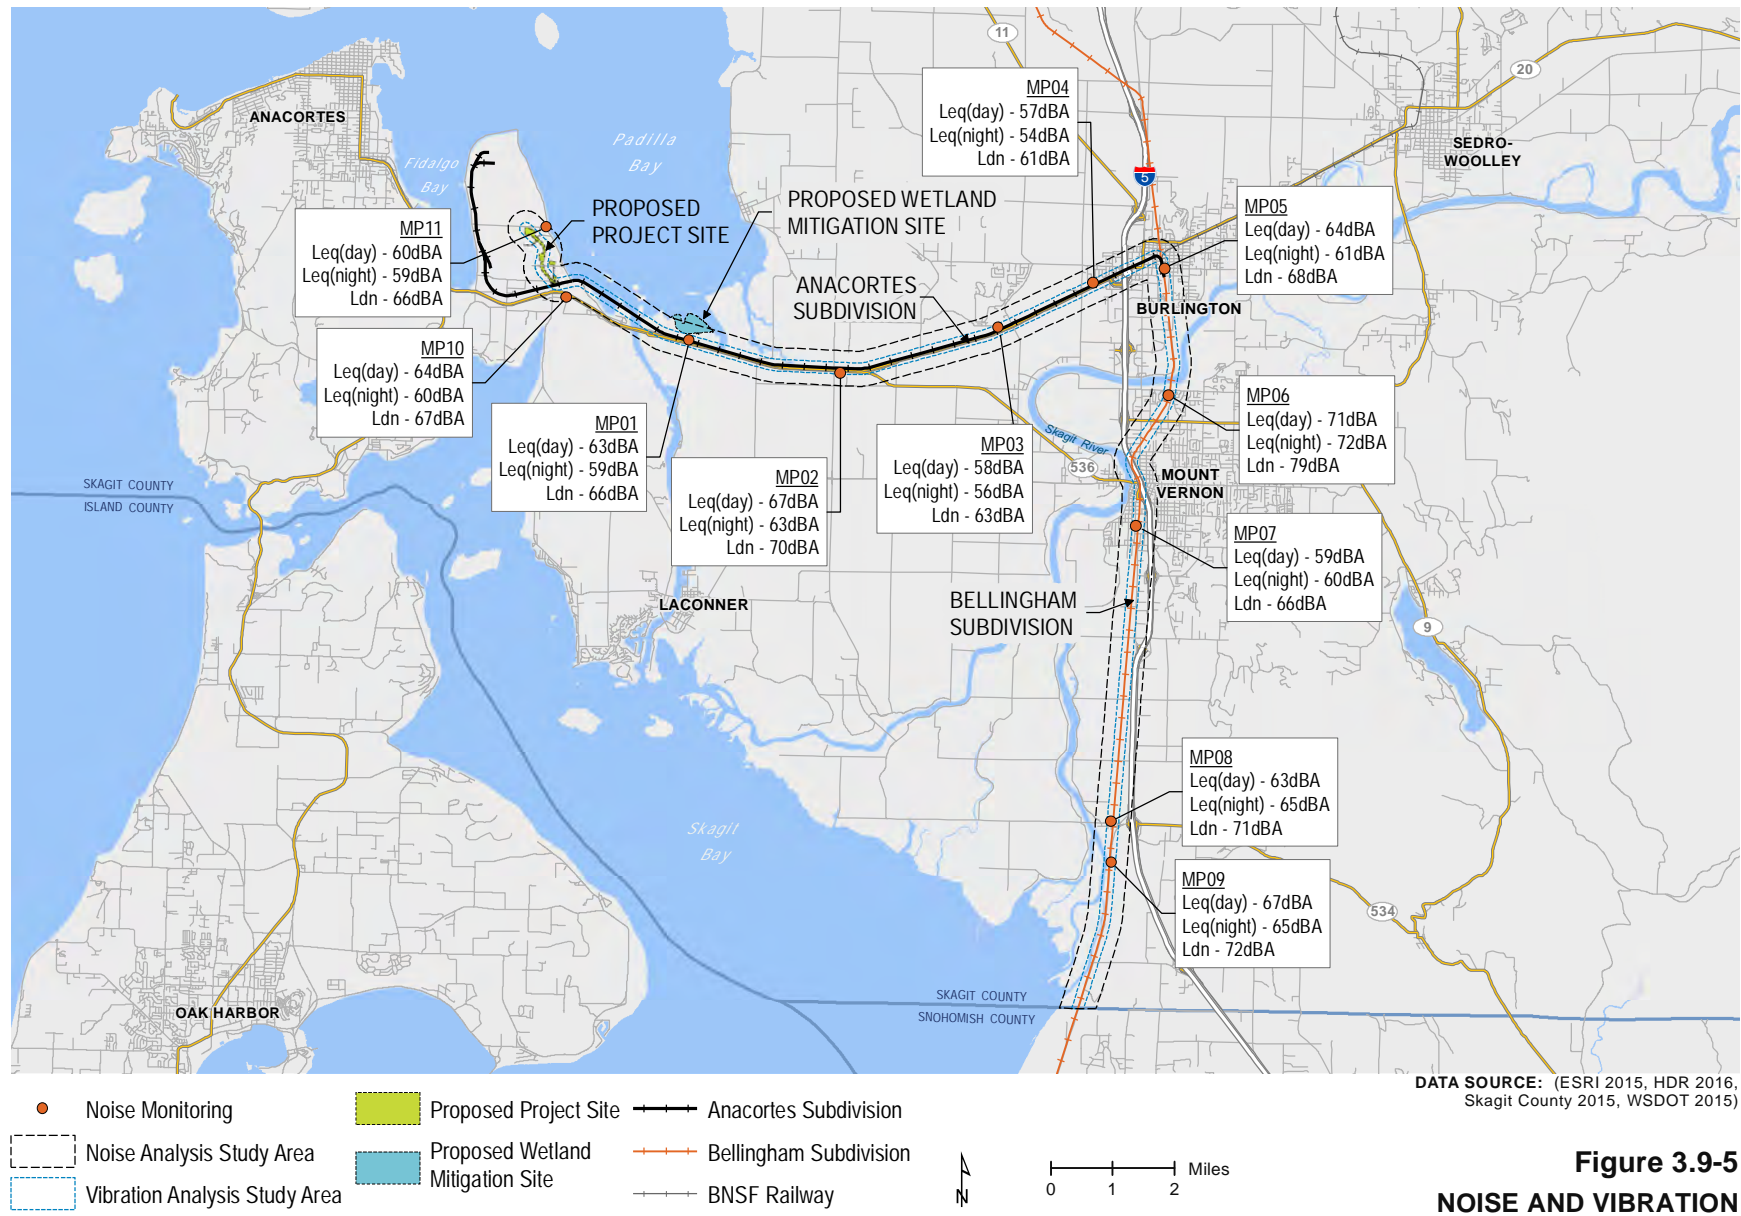 11
20
MP04
Leq(day) - 57dBA
Leq(night) - 54dBA
Ldn - 61dBA
ANACORTES
Padilla
Bay
Fidalgo
Bay
SEDRO-
WOOLLEY
5
PROPOSED
PROJECT SITE
PROPOSED WETLAND
MITIGATION SITE
MP05
Leq(day) - 64dBA
Leq(night) - 61dBA
Ldn - 68dBA
MP11
Leq(day) - 60dBA
Leq(night) - 59dBA
Ldn - 66dBA
ANACORTES
SUBDIVISION
BURLINGTON
MP10
Leq(day) - 64dBA
Leq(night) - 60dBA
Ldn - 67dBA
MP01
Leq(day) - 63dBA
Leq(night) - 59dBA
Ldn - 66dBA
MP02
Leq(day) - 67dBA
Leq(night) - 63dBA
Ldn - 70dBA
MP03
Leq(day) - 58dBA
Leq(night) - 56dBA
Ldn - 63dBA
Skagit River
536
MP06
Leq(day) - 71dBA
Leq(night) - 72dBA
Ldn - 79dBA
MOUNT
VERNON
SKAGIT COUNTY
ISLAND COUNTY
MP07
Leq(day) - 59dBA
Leq(night) - 60dBA
Ldn - 66dBA
LACONNER
BELLINGHAM
SUBDIVISION
9
MP08
Leq(day) - 63dBA
Leq(night) - 65dBA
Ldn - 71dBA
Skagit
Bay
MP09
Leq(day) - 67dBA
Leq(night) - 65dBA
Ldn - 72dBA
534
SKAGIT COUNTY
SNOHOMISH COUNTY
OAK HARBOR
DATA SOURCE: (ESRI 2015, HDR 2016,
Skagit County 2015, WSDOT 2015)
Noise Monitoring
Noise Analysis Study Area
Vibration Analysis Study Area
Proposed Project Site
Proposed Wetland
Mitigation Site
Anacortes Subdivision
Bellingham Subdivision
BNSF Railway
N
Miles
0 1 2
Figure 3.9-5
NOISE AND VIBRATION